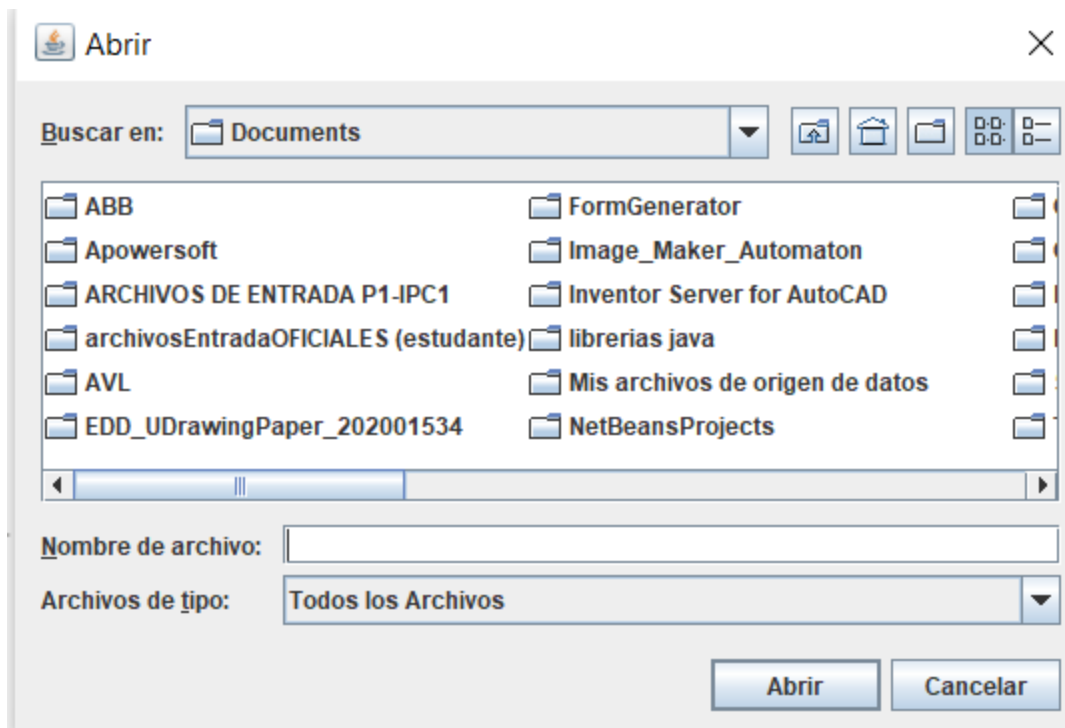 Abrir
Buscar en: Documents
ABB FormGenerator
Apowersoft Image_Maker_Automaton
ARCHIVOS DE ENTRADA P1-IPC1 Inventor Server for AutoCAD
archivosEntradaOFICIALES (estudante) librerias java
AVL Mis archivos de origen de datos
EDD_UDrawingPaper_202001534 NetBeansProjects
Nombre de archivo:
Archivos de tipo: Todos los Archivos
Abrir Cancelar